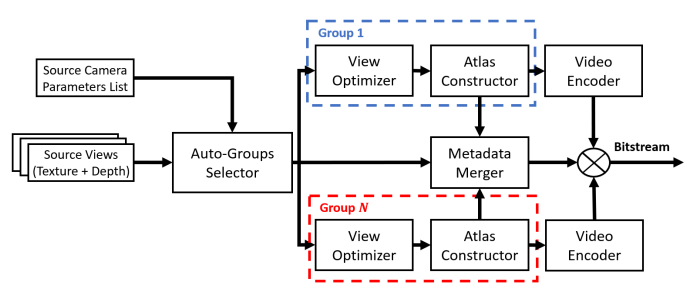 Group 1
Source Camera
Parameters List
View
Optimizer
Atlas
Constructor
Video
Encoder
Source Views
(Texture + Depth)
Auto-Groups
Selector
Metadata
Merger
Bitstream
Group N
View
Optimizer
Atlas
Constructor
Video
Encoder